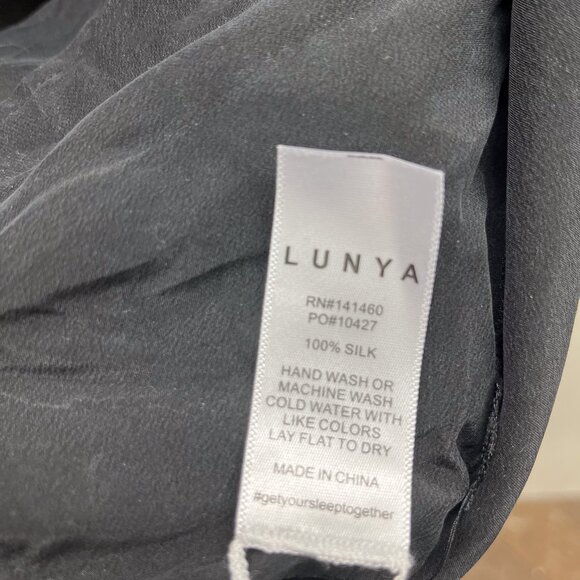 LUNYA
RN#141460
PO#10427
100% SILK
HAND WASH OR
MACHINE WASH
COLD WATER WITH
LIKE COLORS
LAY FLAT TO DRY
MADE IN CHINA
#getyoursleeptogether